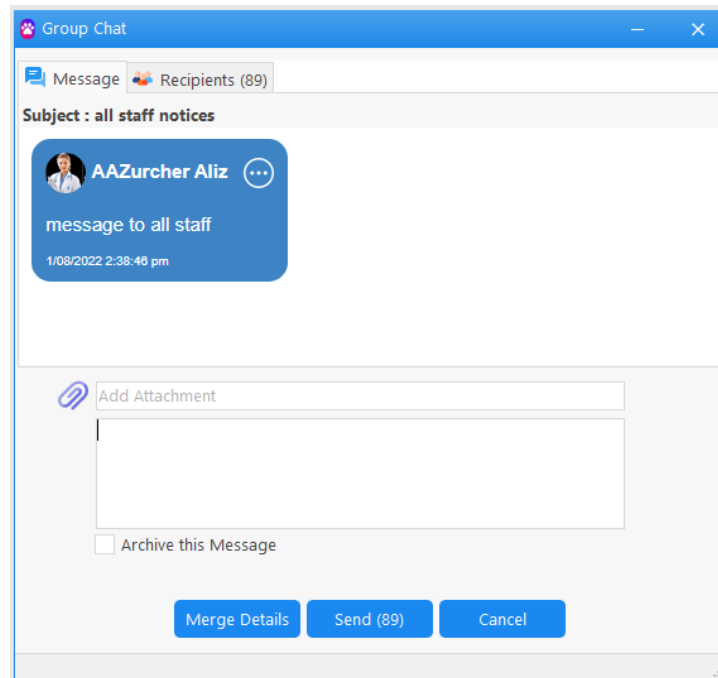 Group Chat
Message Recipients (89)
Subject : all staff notices
AAZurcher Aliz
message to all staff
1/08/2022 2:38:46 pm
Add Attachment
Archive this Message
Merge Details Send (89) Cancel